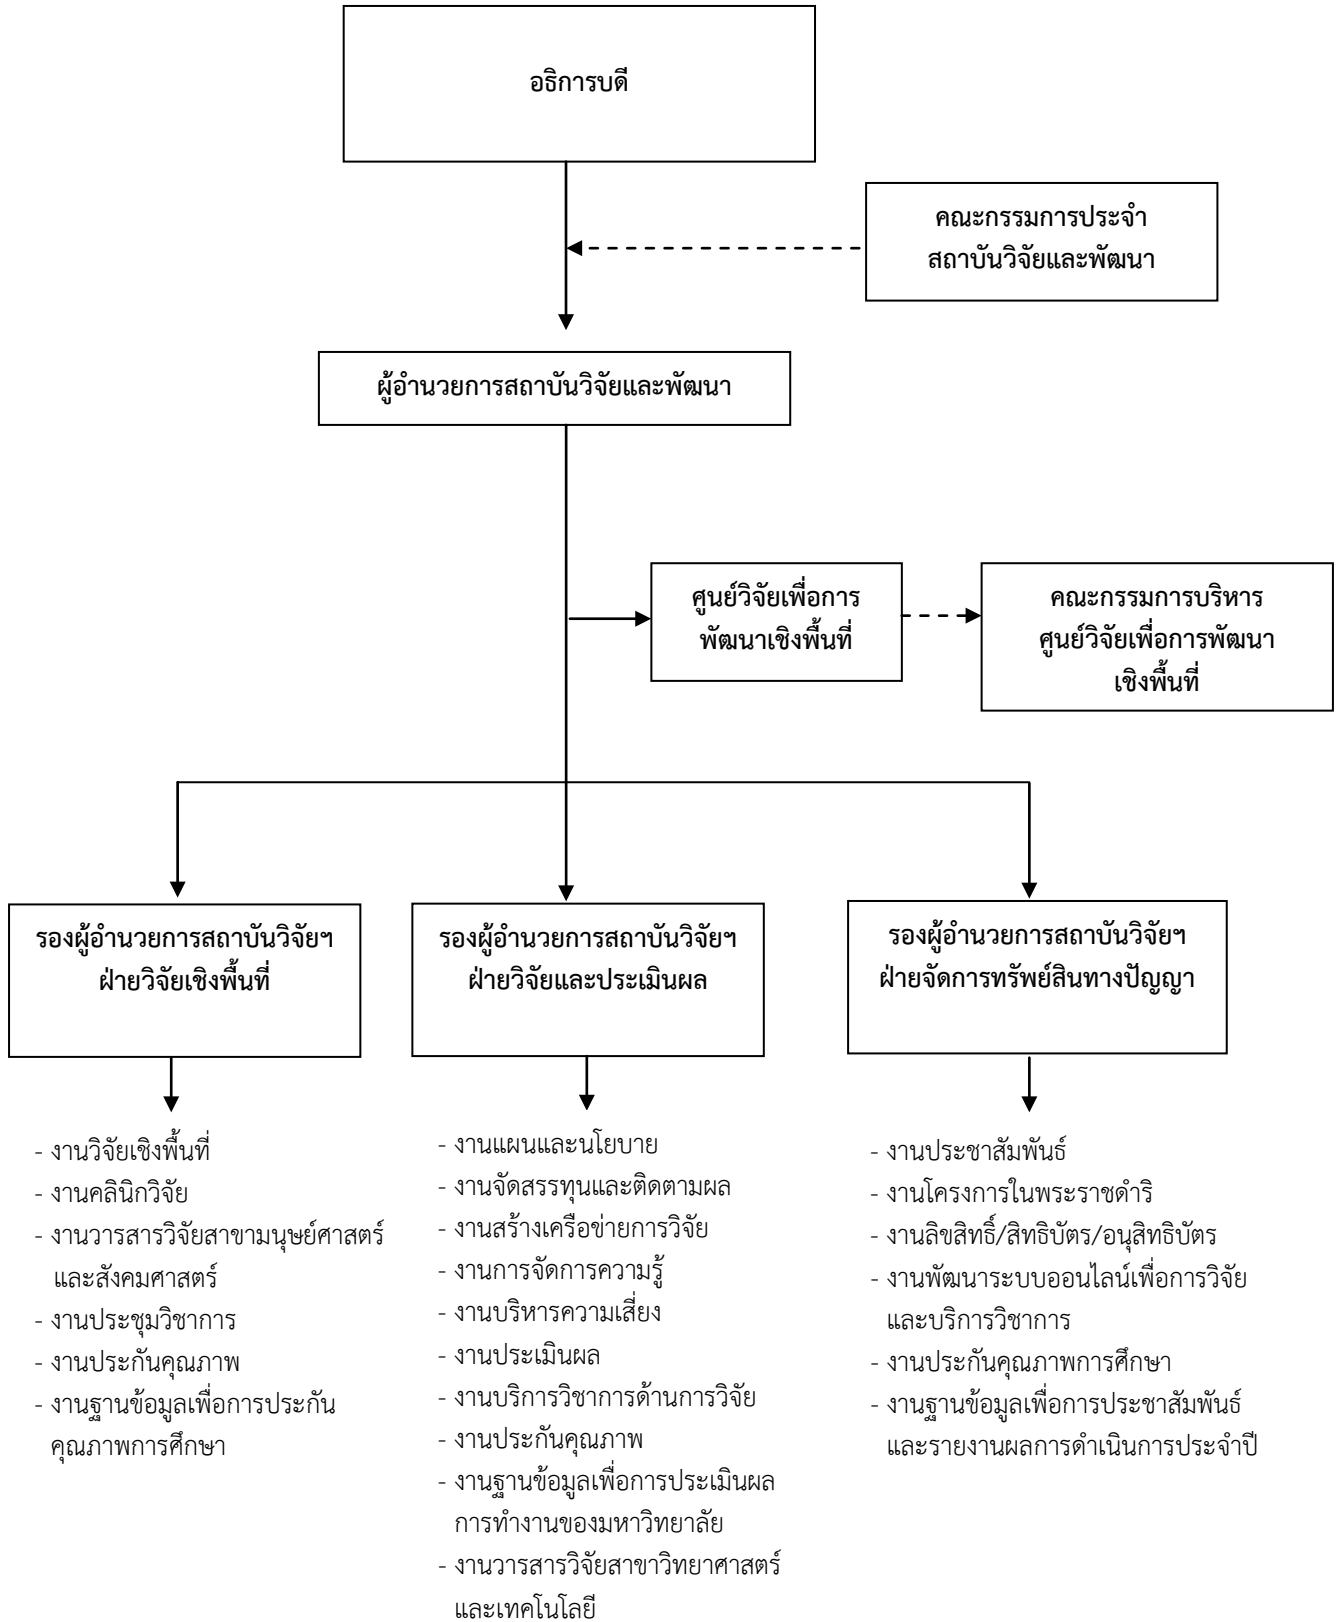 อธิการบดี
คณะกรรมการประจำ
สถาบันวิจัยและพัฒนา
ผู้อำนวยการสถาบันวิจัยและพัฒนา
ศูนย์วิจัยเพื่อการ
พัฒนาเชิงพื้นที่
คณะกรรมการบริหาร
ศูนย์วิจัยเพื่อการพัฒนา
เชิงพื้นที่
รองผู้อำนวยการสถาบันวิจัยฯ
ฝ่ายวิจัยเชิงพื้นที่
รองผู้อำนวยการสถาบันวิจัยฯ
ฝ่ายวิจัยและประเมินผล
รองผู้อำนวยการสถาบันวิจัยฯ
ฝ่ายจัดการทรัพย์สินทางปัญญา
- งานวิจัยเชิงพื้นที่
- งานคลินิกวิจัย
- งานวารสารวิจัยสาขามนุษย์ศาสตร์
และสังคมศาสตร์
- งานประชุมวิชาการ
- งานประกันคุณภาพ
- งานฐานข้อมูลเพื่อการประกัน
คุณภาพการศึกษา
- งานแผนและนโยบาย
- งานจัดสรรทุนและติดตามผล
- งานสร้างเครือข่ายการวิจัย
- งานการจัดการความรู้
- งานบริหารความเสี่ยง
- งานประเมินผล
- งานบริการวิชาการด้านการวิจัย
- งานประกันคุณภาพ
- งานฐานข้อมูลเพื่อการประเมินผล
การทำงานของมหาวิทยาลัย
- งานวารสารวิจัยสาขาวิทยาศาสตร์
และเทคโนโลยี
- งานประชาสัมพันธ์
- งานโครงการในพระราชดำริ
- งานลิขสิทธิ์/สิทธิบัตร/อนุสิทธิบัตร
- งานพัฒนาระบบออนไลน์เพื่อการวิจัย
และบริการวิชาการ
- งานประกันคุณภาพการศึกษา
- งานฐานข้อมูลเพื่อการประชาสัมพันธ์
และรายงานผลการดำเนินการประจำปี